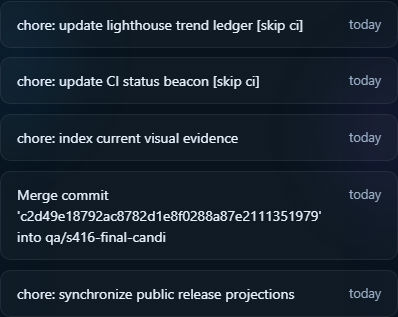 chore: update lighthouse trend ledger [skip ci] today
chore: update CI status beacon [skip ci] today
chore: index current visual evidence today
Merge commit today
'c2d49e18792ac8782d1e8f0288a87e2111351979'
into qa/s416-final-candi
chore: synchronize public release projections today